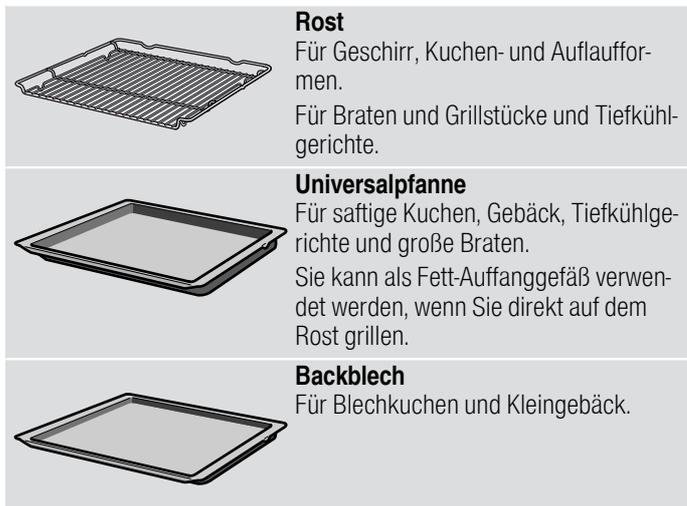 Rost
Für Geschirr, Kuchen- und Auflauffor-
men.
Für Braten und Grillstücke und Tiefkühl-
gerichte.
Universalpfanne
Für saftige Kuchen, Gebäck, Tiefkühlge-
richte und große Braten.
Sie kann als Fett-Auffanggefäß verwen-
det werden, wenn Sie direkt auf dem
Rost grillen.
Backblech
Für Blechkuchen und Kleingebäck.